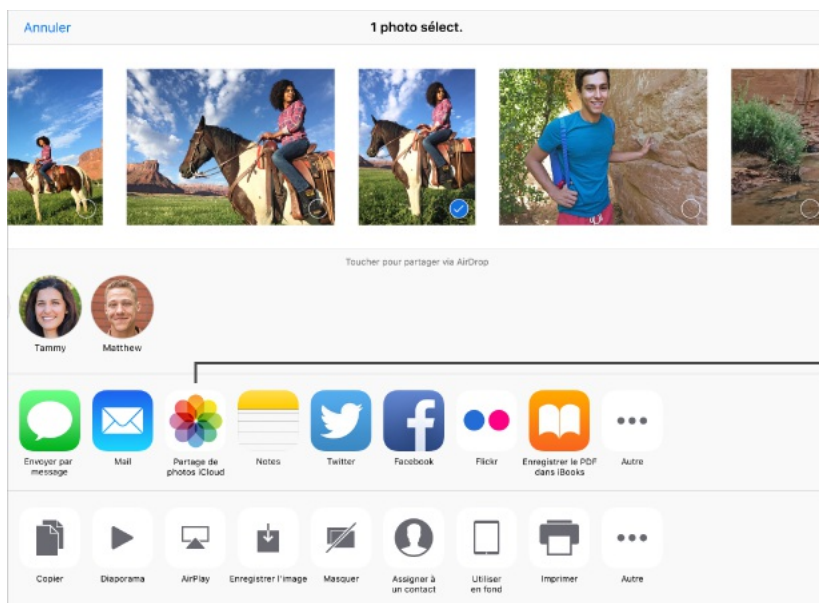 Annuler
1 photo sélect.
Toucher pour partager via AirDrop
Tammy
Matthew
Envoyer par
message
Mail
Partage de
photos iCloud
Notes
Twitter
Facebook
Flickr
Enregistrer le PDF
dans iBooks
Autre
Copier
Diaporama
AirPlay
Enregistrer l'image
Masquer
Assigner à
un contact
Utiliser
en fond
Imprimer
Autre